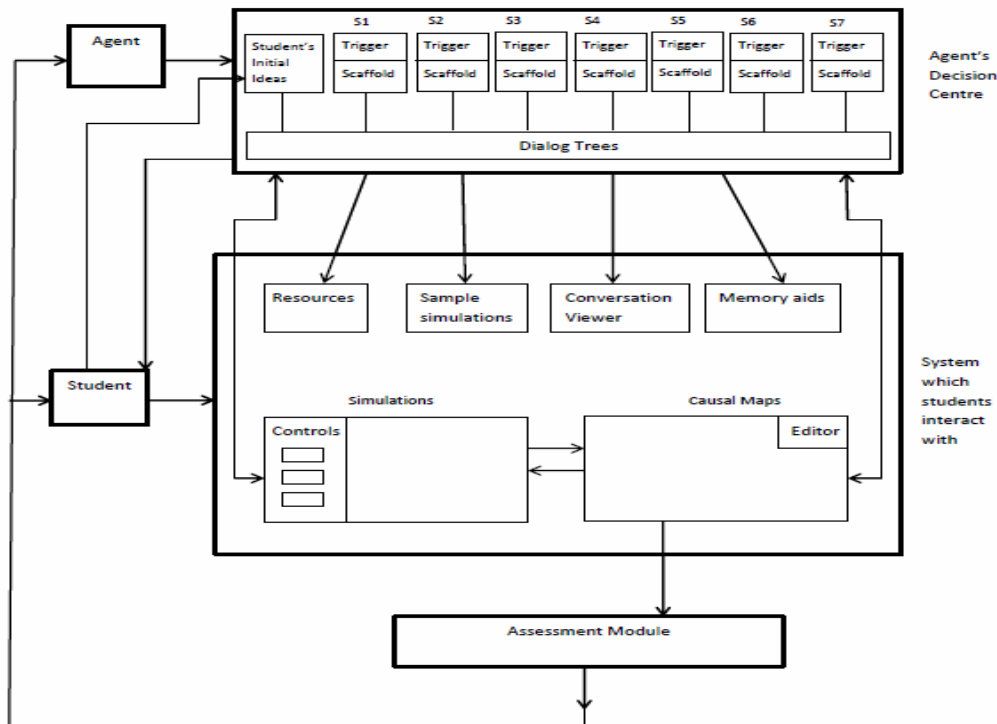 S1 S2 S3 S4 S5 S6 S7
Agent
Student's
Initial
Ideas
Trigger Trigger Trigger Trigger Trigger Trigger Trigger
Scaffold Scaffold Scaffold Scaffold Scaffold Scaffold Scaffold
Agent's
Decision
Centre
Dialog Trees
Resources
Sample
simulations
Conversation
Viewer
Memory aids
Student
System
which
students
interact
with
Simulations
Causal Maps
Controls
Editor
Assessment Module